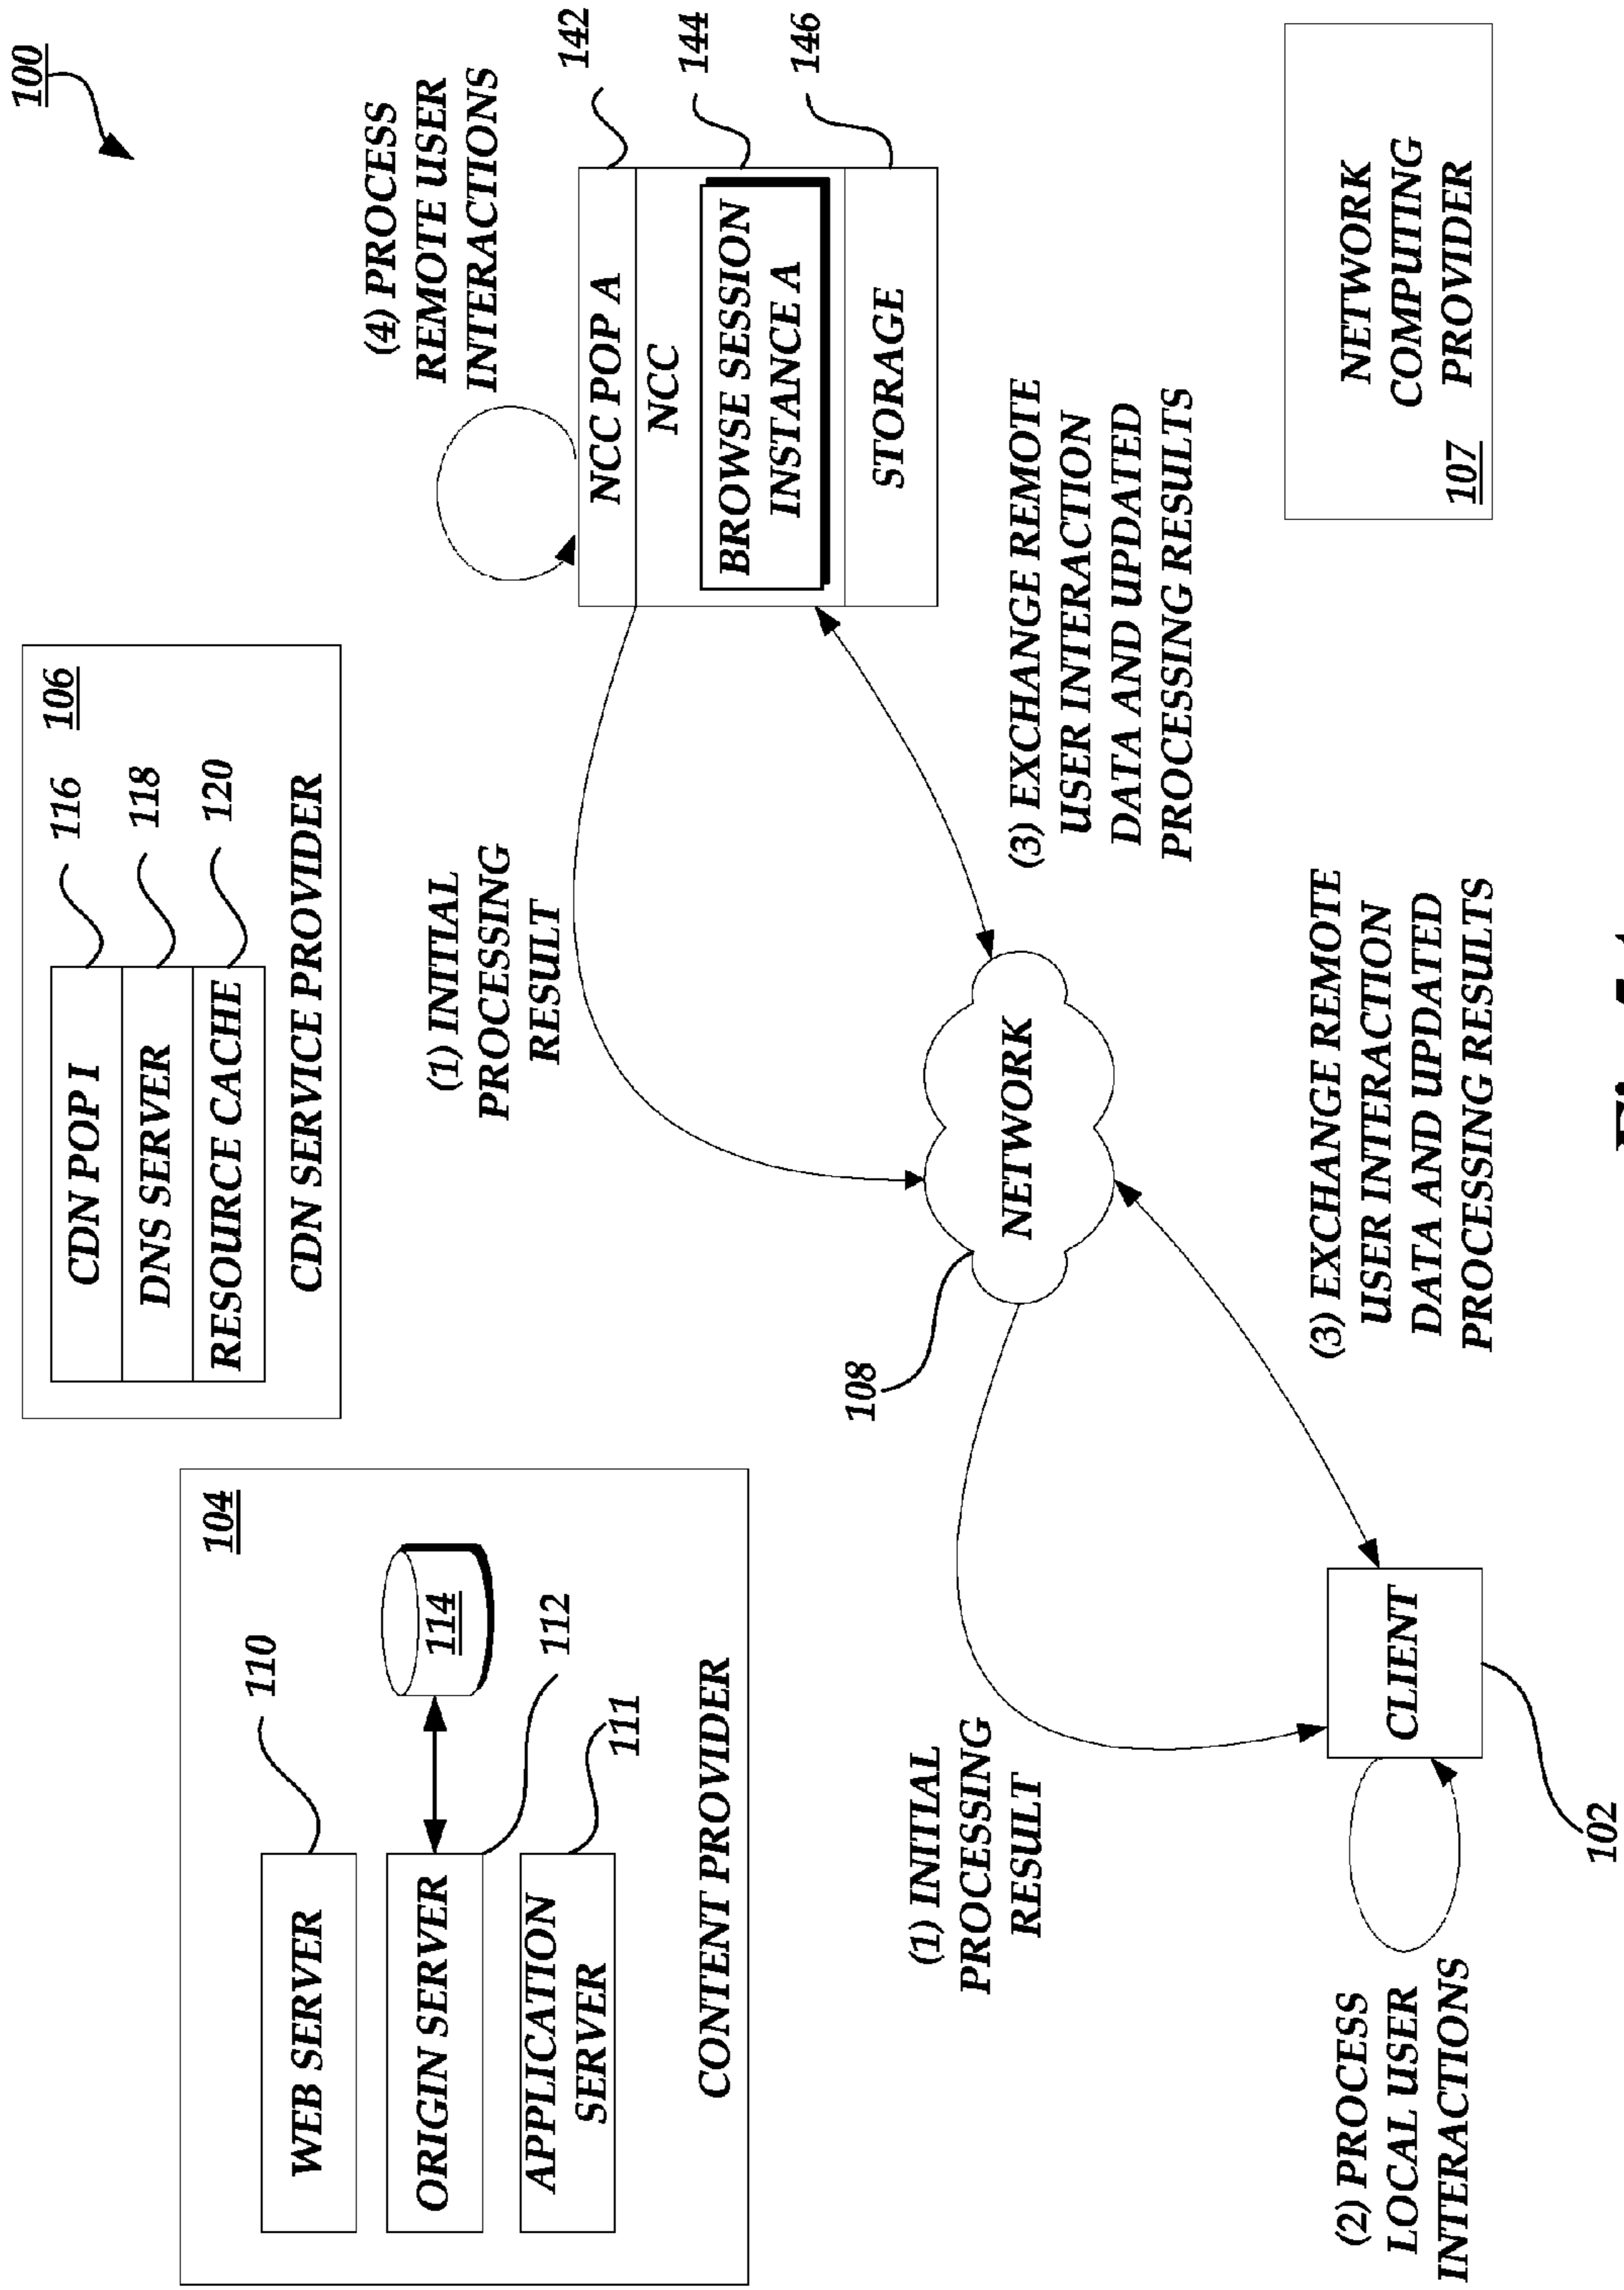 100
104
WEB SERVER
110
ORIGIN SERVER
114
112
APPLICATION
SERVER
111
CONTENT PROVIDER
106
CDN POP I
116
DNS SERVER
118
RESOURCE CACHE
120
CDN SERVICE PROVIDER
(4) PROCESS
REMOTE USER
INTERACTIONS
NCC POP A
142
NCC
144
BROWSE SESSION
INSTANCE A
STORAGE
146
(1) INITIAL
PROCESSING
RESULT
108
NETWORK
(3) EXCHANGE REMOTE
USER INTERACTION
DATA AND UPDATED
PROCESSING RESULTS
(1) INITIAL
PROCESSING
RESULT
(2) PROCESS
LOCAL USER
INTERACTIONS
CLIENT
102
(3) EXCHANGE REMOTE
USER INTERACTION
DATA AND UPDATED
PROCESSING RESULTS
NETWORK
COMPUTING
PROVIDER
107